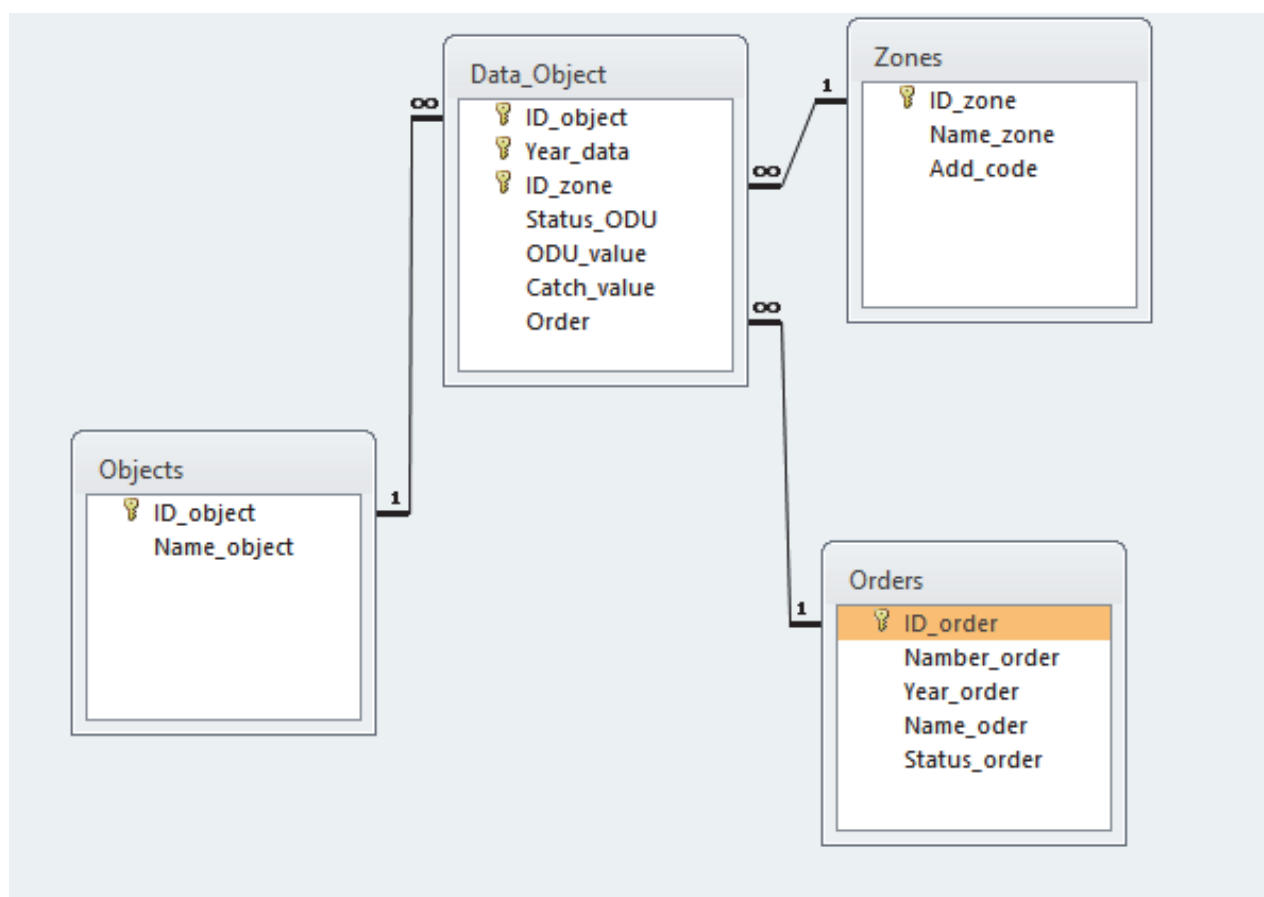 Data_Object
ID_object
Year_data
ID_zone
Status_ODU
ODU_value
Catch_value
Order
Zones
ID_zone
Name_zone
Add_code
Objects
ID_object
Name_object
Orders
ID_order
Namber_order
Year_order
Name_oder
Status_order
∞
1
∞
1
∞
1